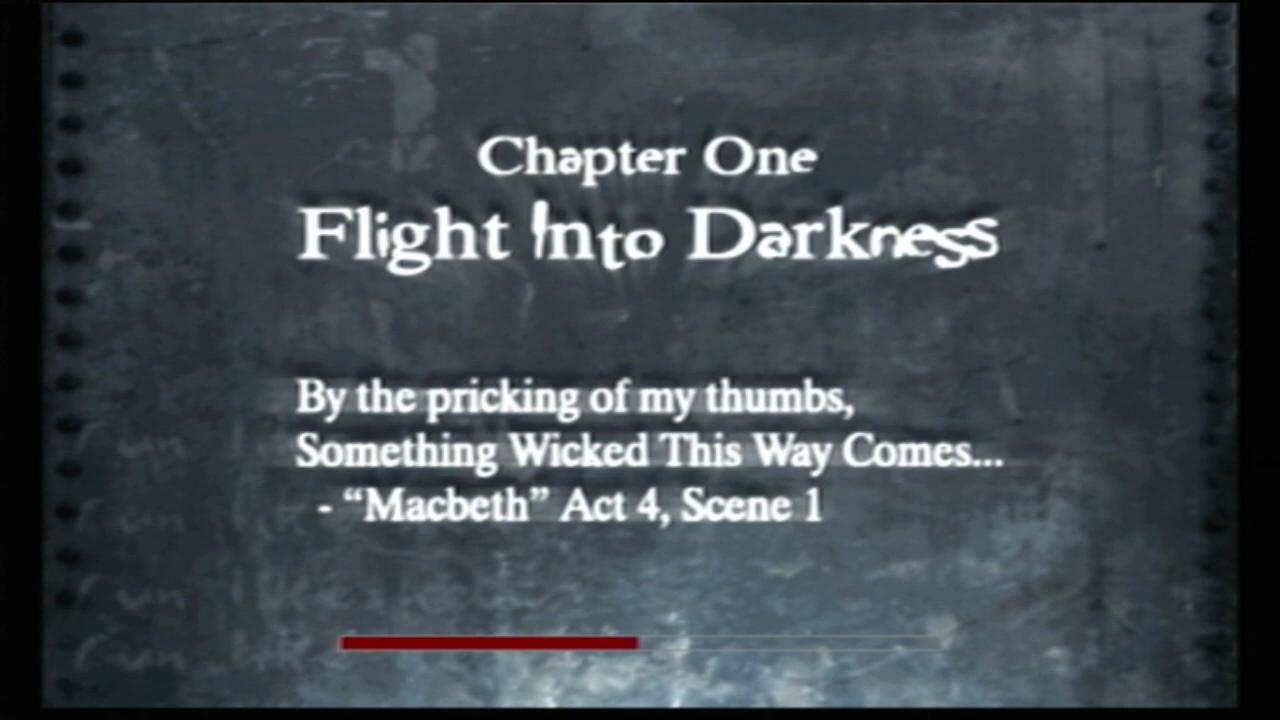 Chapter One
Flight Into Darkness
By the pricking of my thumbs,
Something Wicked This Way Comes...
- “Macbeth” Act 4, Scene 1